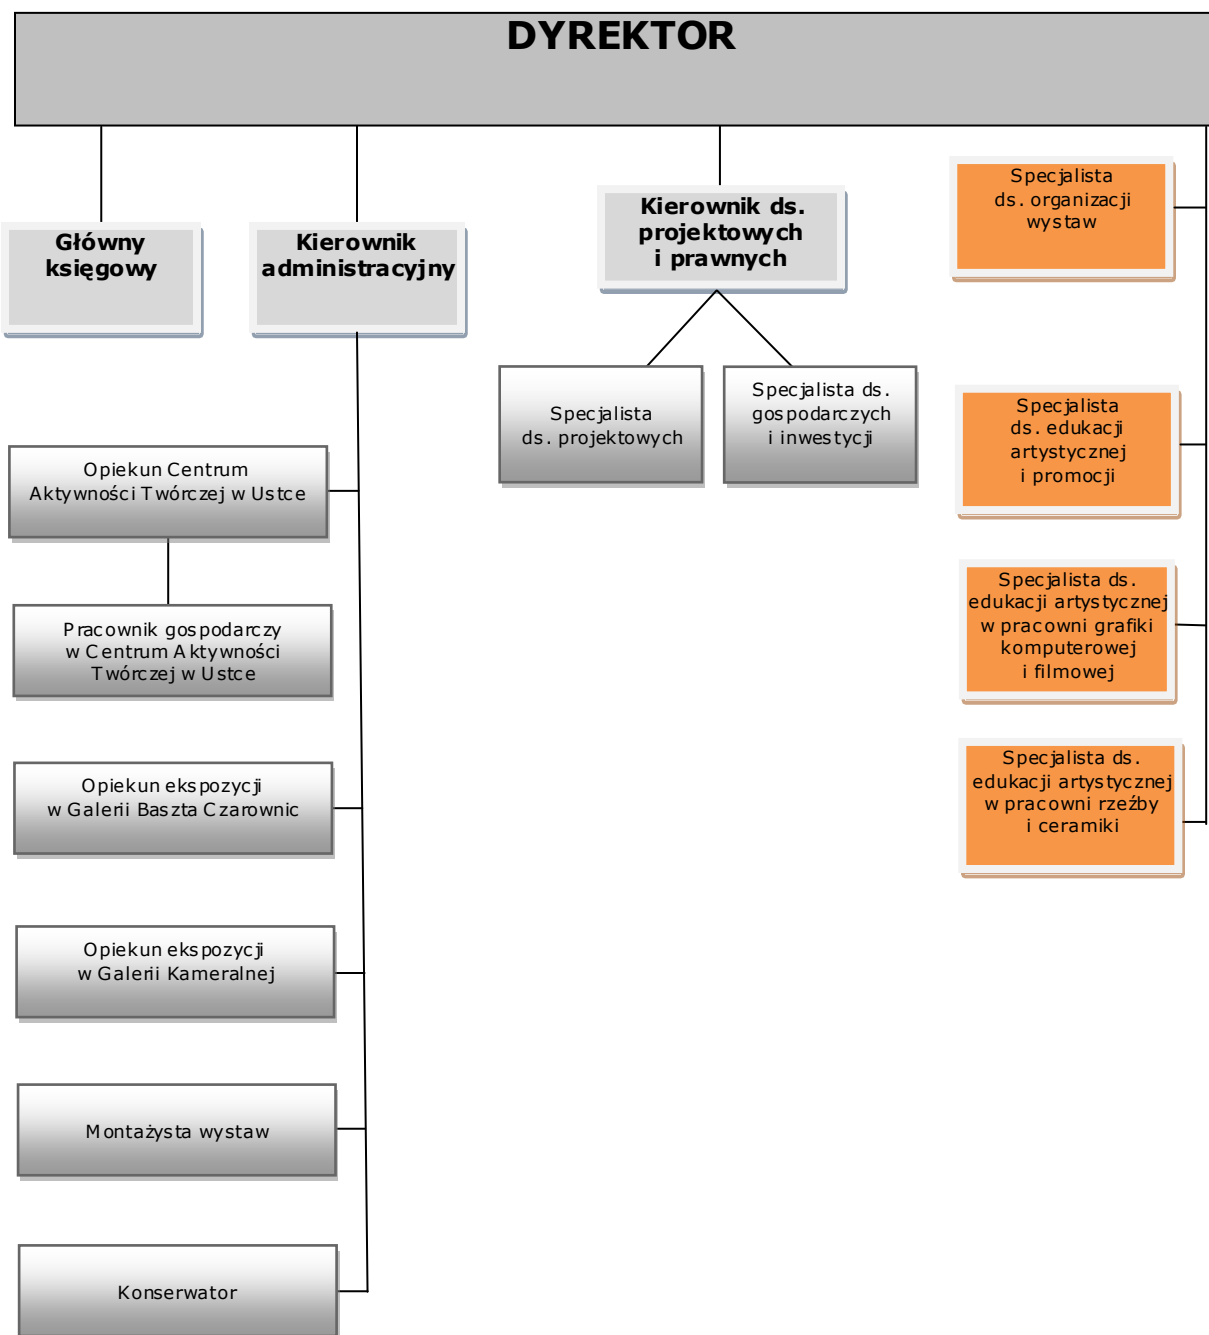 DYREKTOR
Główny
księgowy
Kierownik
administracyjny
Kierownik ds.
projektowych
i prawnych
Specjalista
ds. organizacji
wystaw
Specjalista
ds. projektowych
Specjalista ds.
gospodarczych
i inwestycji
Specjalista
ds. edukacji
artystycznej
i promocji
Opiekun Centrum
Aktywności Twórczej w Ustce
Pracownik gospodarczy
w Centrum Aktywności
Twórczej w Ustce
Specjalista ds.
edukacji artystycznej
w pracowni grafiki
komputerowej
i filmowej
Opiekun ekspozycji
w Galerii Baszta Czarownic
Specjalista ds.
edukacji artystycznej
w pracowni rzeźby
i ceramiki
Opiekun ekspozycji
w Galerii Kameralnej
Montażysta wystaw
Konserwator